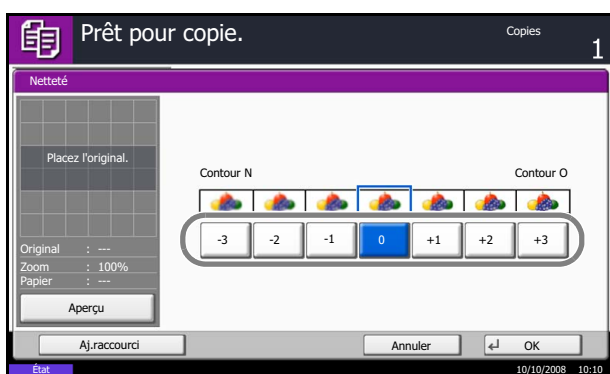 Prêt pour copie.
Copies
1
Netteté
Placez l'original.
Contour N
Contour O
-3
-2
-1
0
+1
+2
+3
Original : ---
Zoom : 100%
Papier : ---
Aperçu
Aj.raccourci
Annuler
OK
État
10/10/2008 10:10